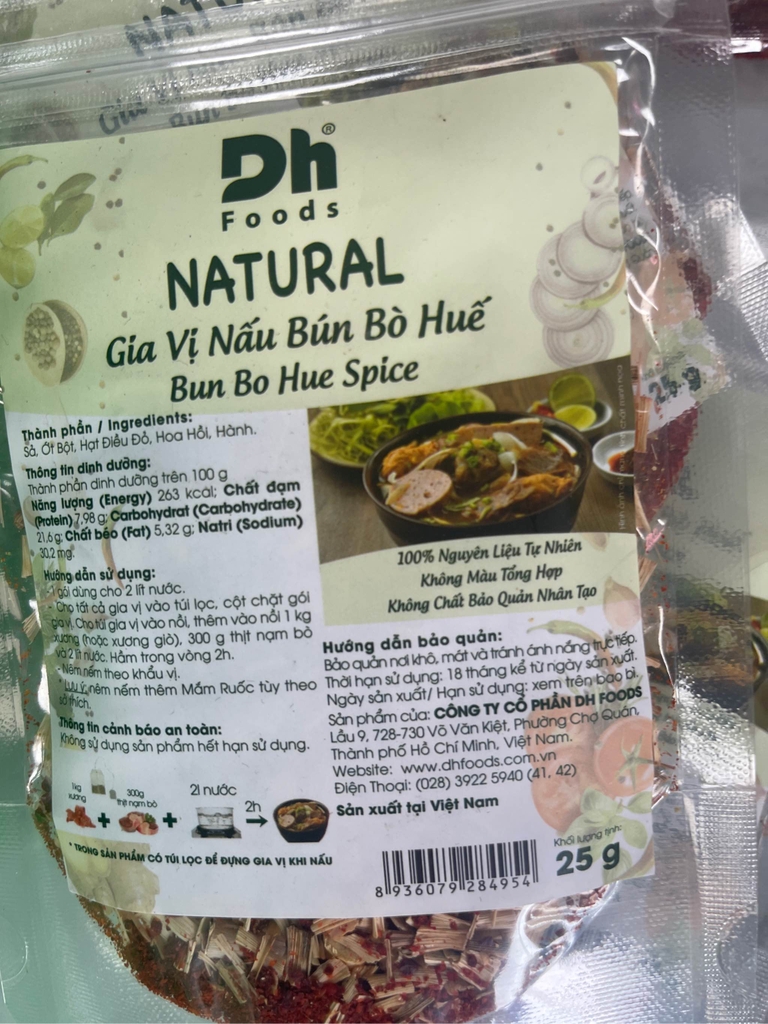 Dh®
Foods
NATURAL
Gia Vị Nấu Bún Bò Huế
Bun Bo Hue Spice
Thành phần / Ingredients:
Sả, Ớt Bột, Hạt Điều Đỏ, Hoa Hồi, Hành.
Thông tin dinh dưỡng:
Thành phần dinh dưỡng trên 100 g
Năng lượng (Energy) 263 kcal; Chất đạm
(Protein) 7,98 g; Carbohydrat (Carbohydrate)
21,6 g; Chất béo (Fat) 5,32 g; Natri (Sodium)
30,2 mg.
Hướng dẫn sử dụng:
- 1 gói dùng cho 2 lít nước.
- Cho tất cả gia vị vào túi lọc, cột chặt gói
gia vị. Cho túi gia vị vào nồi, thêm vào nồi 1 kg
xương (hoặc xương giò), 300 g thịt nạm bò
và 2 lít nước. Hầm trong vòng 2h.
- Nêm nếm theo khẩu vị.
* Lưu ý: nêm nếm thêm Mắm Ruốc tùy theo
sở thích.
Thông tin cảnh báo an toàn:
Không sử dụng sản phẩm hết hạn sử dụng.
1kg
xương
300g
thịt nạm bò
2l nước
2h
* TRONG SẢN PHẨM CÓ TÚI LỌC ĐỂ ĐỰNG GIA VỊ KHI NẤU
100% Nguyên Liệu Tự Nhiên
Không Màu Tổng Hợp
Không Chất Bảo Quản Nhân Tạo
Hướng dẫn bảo quản:
Bảo quản nơi khô, mát và tránh ánh nắng trực tiếp.
Thời hạn sử dụng: 18 tháng kể từ ngày sản xuất.
Ngày sản xuất/ Hạn sử dụng: xem trên bao bì.
Sản phẩm của: CÔNG TY CỔ PHẦN DH FOODS
Lầu 9, 728-730 Võ Văn Kiệt, Phường Chợ Quán,
Thành phố Hồ Chí Minh, Việt Nam.
Website: www.dhfoods.com.vn
Điện Thoại: (028) 3922 5940 (41, 42)
Sản xuất tại Việt Nam
8 936079 284954
Khối lượng tịnh:
25 g
25 g